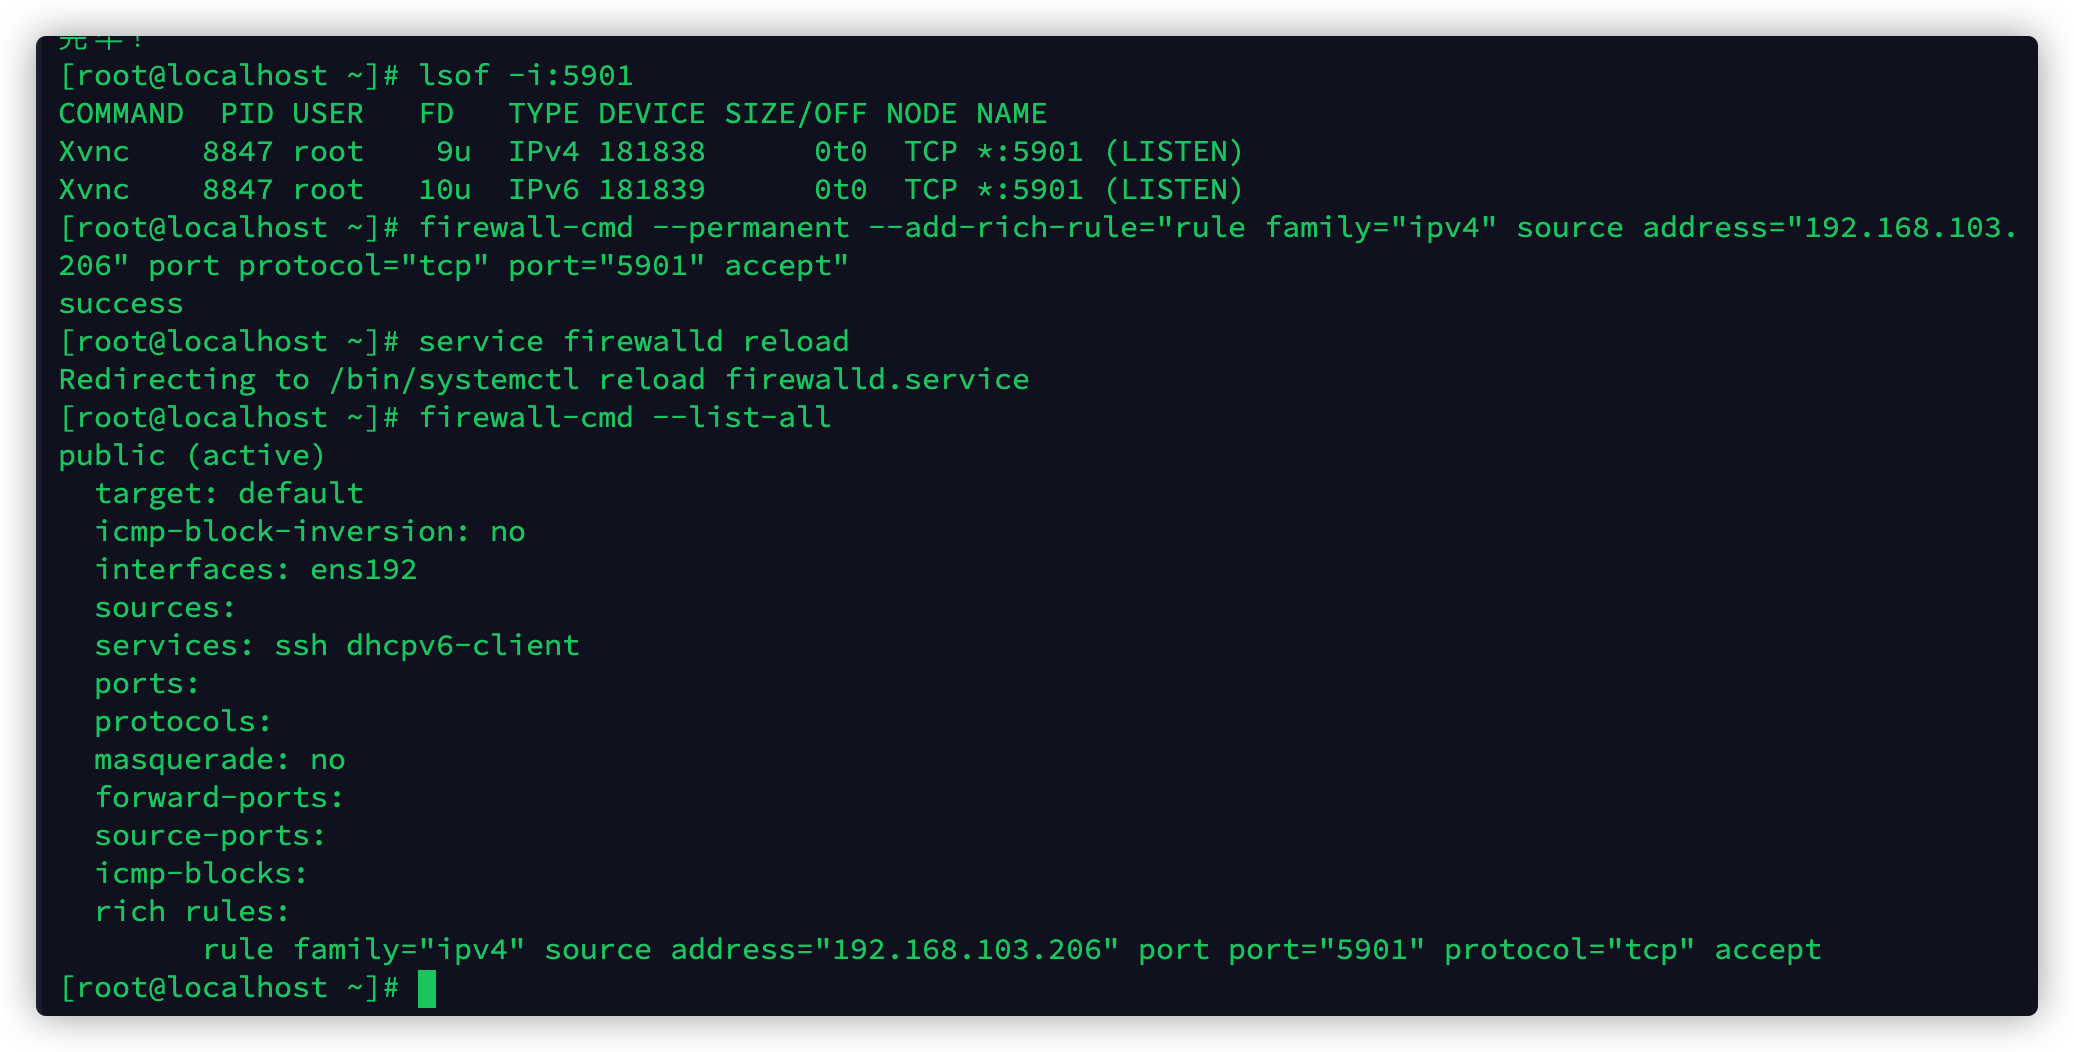 [root@localhost ~]# lsof -i:5901
COMMAND  PID USER   FD   TYPE DEVICE SIZE/OFF NODE NAME
Xvnc    8847 root    9u  IPv4 181838      0t0  TCP *:5901 (LISTEN)
Xvnc    8847 root   10u  IPv6 181839      0t0  TCP *:5901 (LISTEN)
[root@localhost ~]# firewall-cmd --permanent --add-rich-rule="rule family="ipv4" source address="192.168.103.
206" port protocol="tcp" port="5901" accept"
success
[root@localhost ~]# service firewalld reload
Redirecting to /bin/systemctl reload firewalld.service
[root@localhost ~]# firewall-cmd --list-all
public (active)
  target: default
  icmp-block-inversion: no
  interfaces: ens192
  sources:
  services: ssh dhcpv6-client
  ports:
  protocols:
  masquerade: no
  forward-ports:
  source-ports:
  icmp-blocks:
  rich rules:
        rule family="ipv4" source address="192.168.103.206" port port="5901" protocol="tcp" accept
[root@localhost ~]#